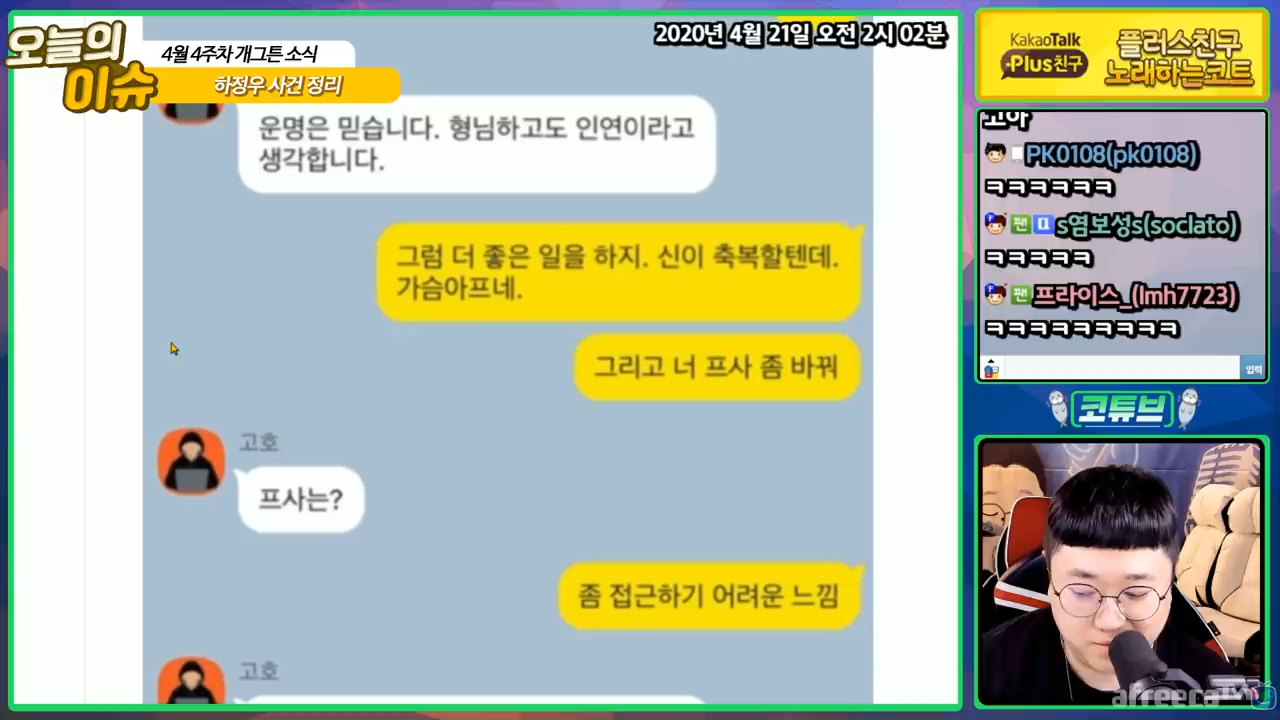 오늘의
이슈
4월 4주차 개그튼 소식
하정우 사건 정리
2020년 4월 21일 오전 2시 02분
운명은 믿습니다. 형님하고도 인연이라고
생각합니다.
그럼 더 좋은 일을 하지. 신이 축복할텐데.
가슴아프네.
그리고 너 프사 좀 바꿔
고호
프사는?
좀 접근하기 어려운 느낌
고호
KakaoTalk
Plus친구
플러스친구
노래하는코트
고아
PK0108(pk0108)
ㅋㅋㅋㅋㅋㅋ
팬 s염보성s(soclato)
ㅋㅋㅋㅋㅋ
팬 프라이스_(lmh7723)
ㅋㅋㅋㅋㅋㅋㅋㅋㅋ
입력
코튜브
afreecaTV